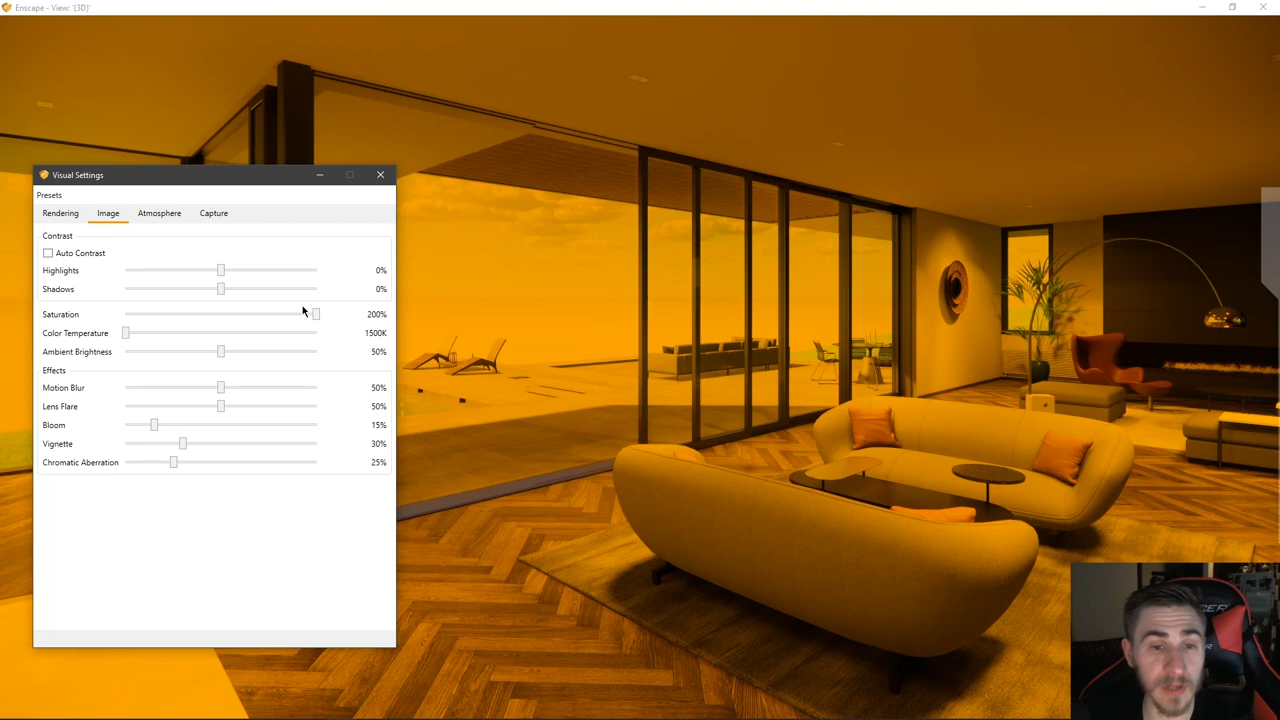 Enscape - View: '{3D}'
Visual Settings
Presets
Rendering Image Atmosphere Capture
Contrast
Auto Contrast
Highlights 0%
Shadows 0%
Saturation 200%
Color Temperature 1500K
Ambient Brightness 50%
Effects
Motion Blur 50%
Lens Flare 50%
Bloom 15%
Vignette 30%
Chromatic Aberration 25%